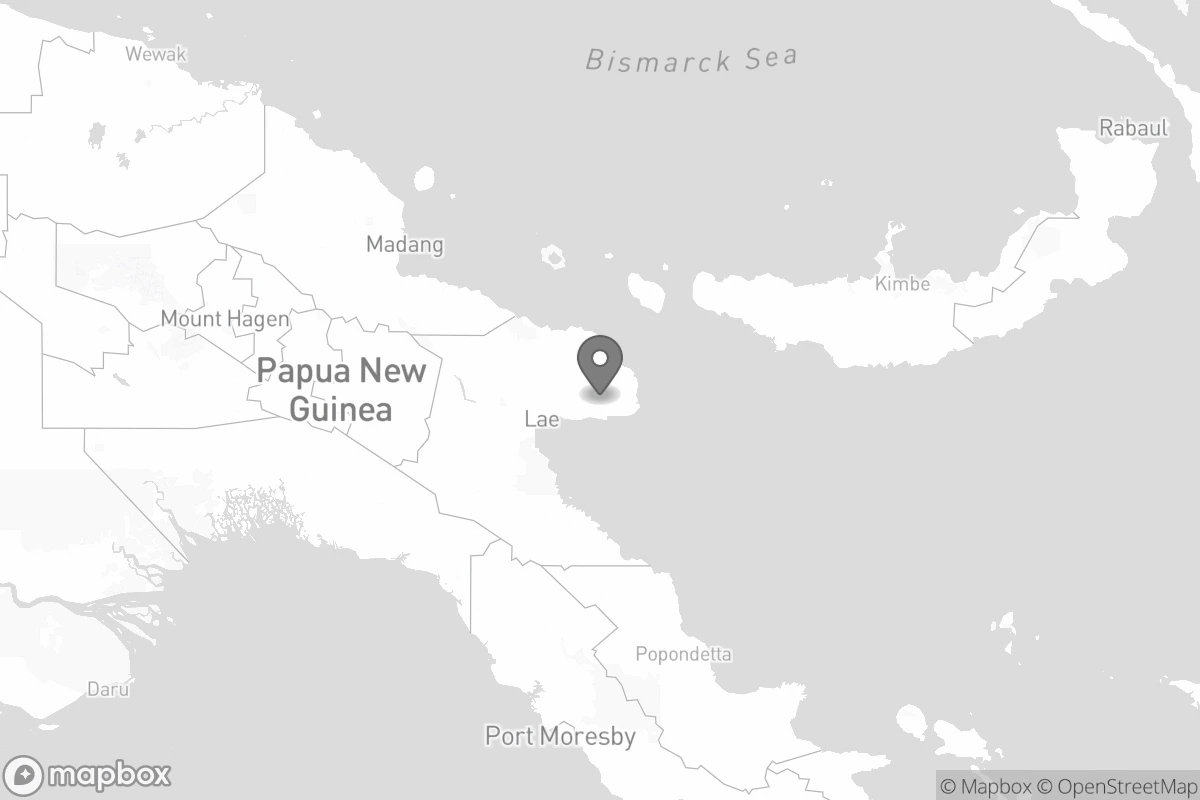 Wewak
Bismarck Sea
Rabaul
Madang
Kimbe
Mount Hagen
Papua New
Guinea
Lae
Popondetta
Daru
Port Moresby
mapbox
© Mapbox © OpenStreetMap